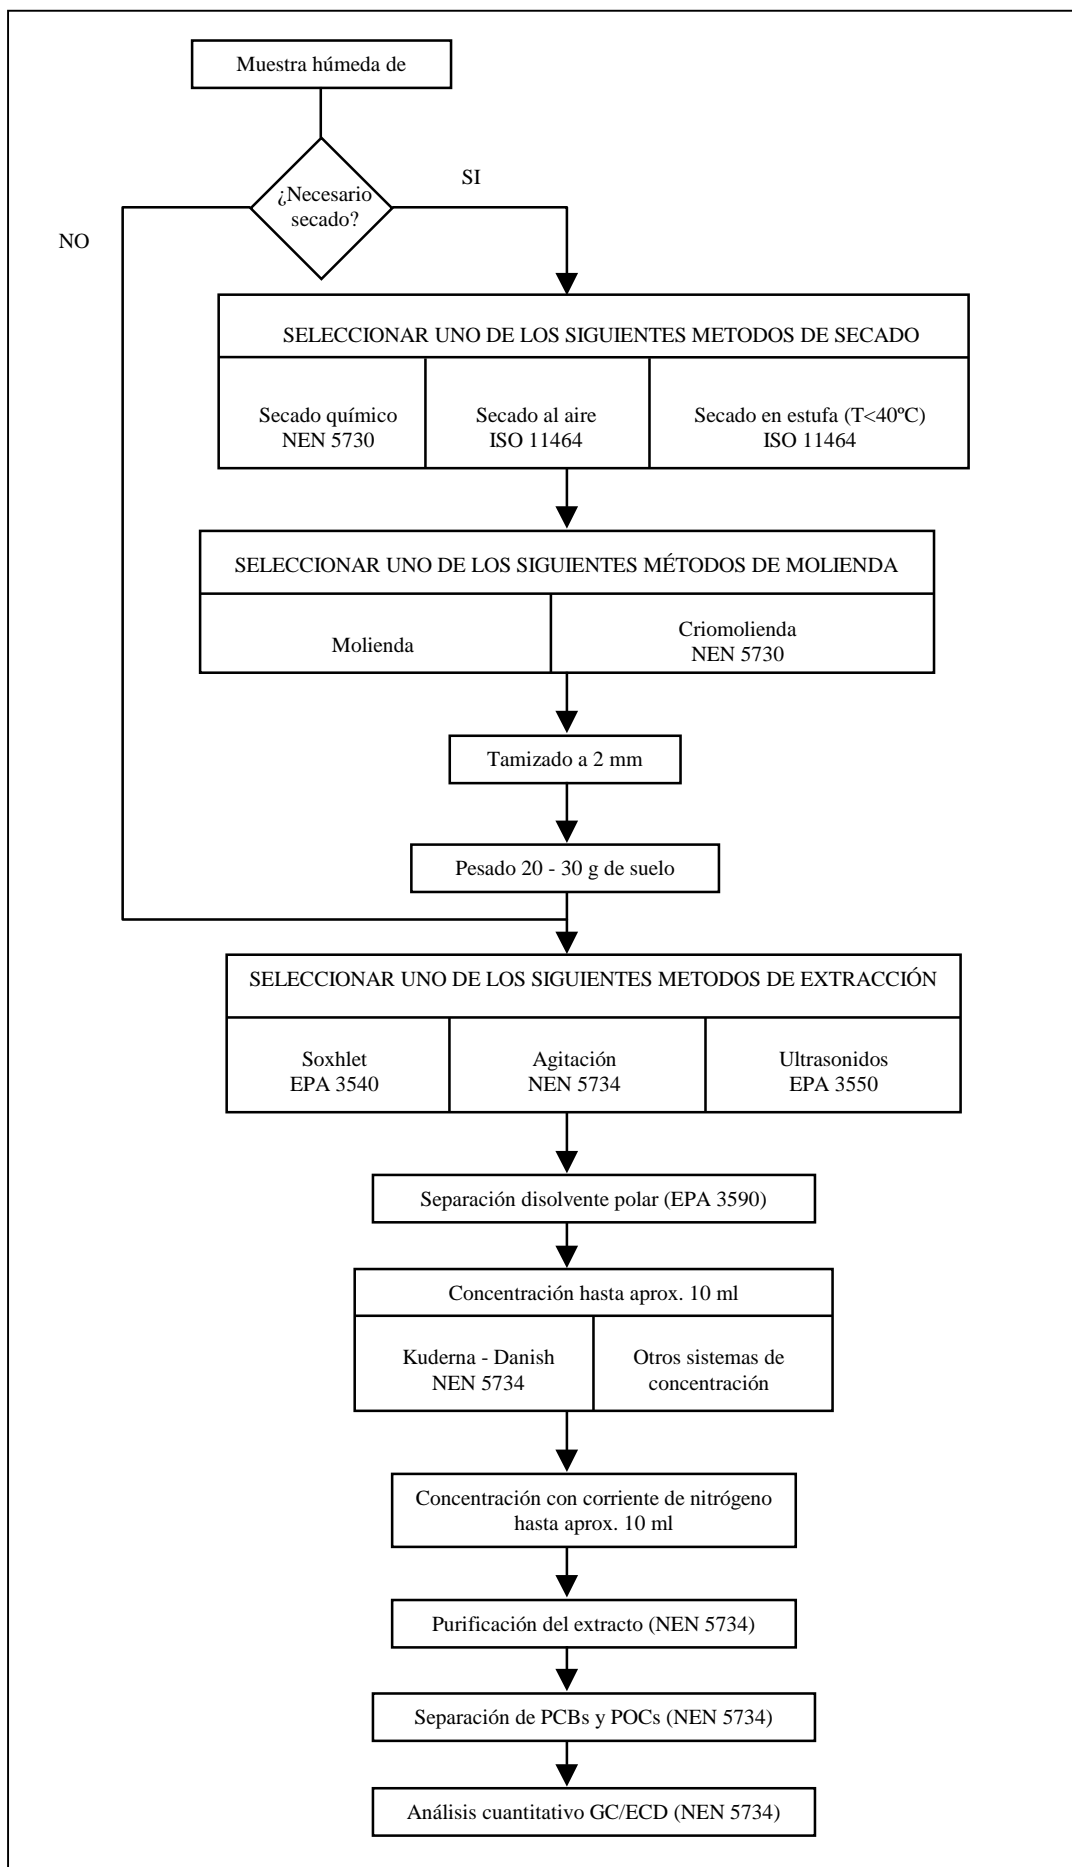 Muestra húmeda de
¿Necesario
secado?
SI
NO
SELECCIONAR UNO DE LOS SIGUIENTES METODOS DE SECADO
Secado químico
NEN 5730
Secado al aire
ISO 11464
Secado en estufa (T<40ºC)
ISO 11464
SELECCIONAR UNO DE LOS SIGUIENTES MÉTODOS DE MOLIENDA
Molienda
Criomolienda
NEN 5730
Tamizado a 2 mm
Pesado 20 - 30 g de suelo
SELECCIONAR UNO DE LOS SIGUIENTES METODOS DE EXTRACCIÓN
Soxhlet
EPA 3540
Agitación
NEN 5734
Ultrasonidos
EPA 3550
Separación disolvente polar (EPA 3590)
Concentración hasta aprox. 10 ml
Kuderna - Danish
NEN 5734
Otros sistemas de
concentración
Concentración con corriente de nitrógeno
hasta aprox. 10 ml
Purificación del extracto (NEN 5734)
Separación de PCBs y POCs (NEN 5734)
Análisis cuantitativo GC/ECD (NEN 5734)